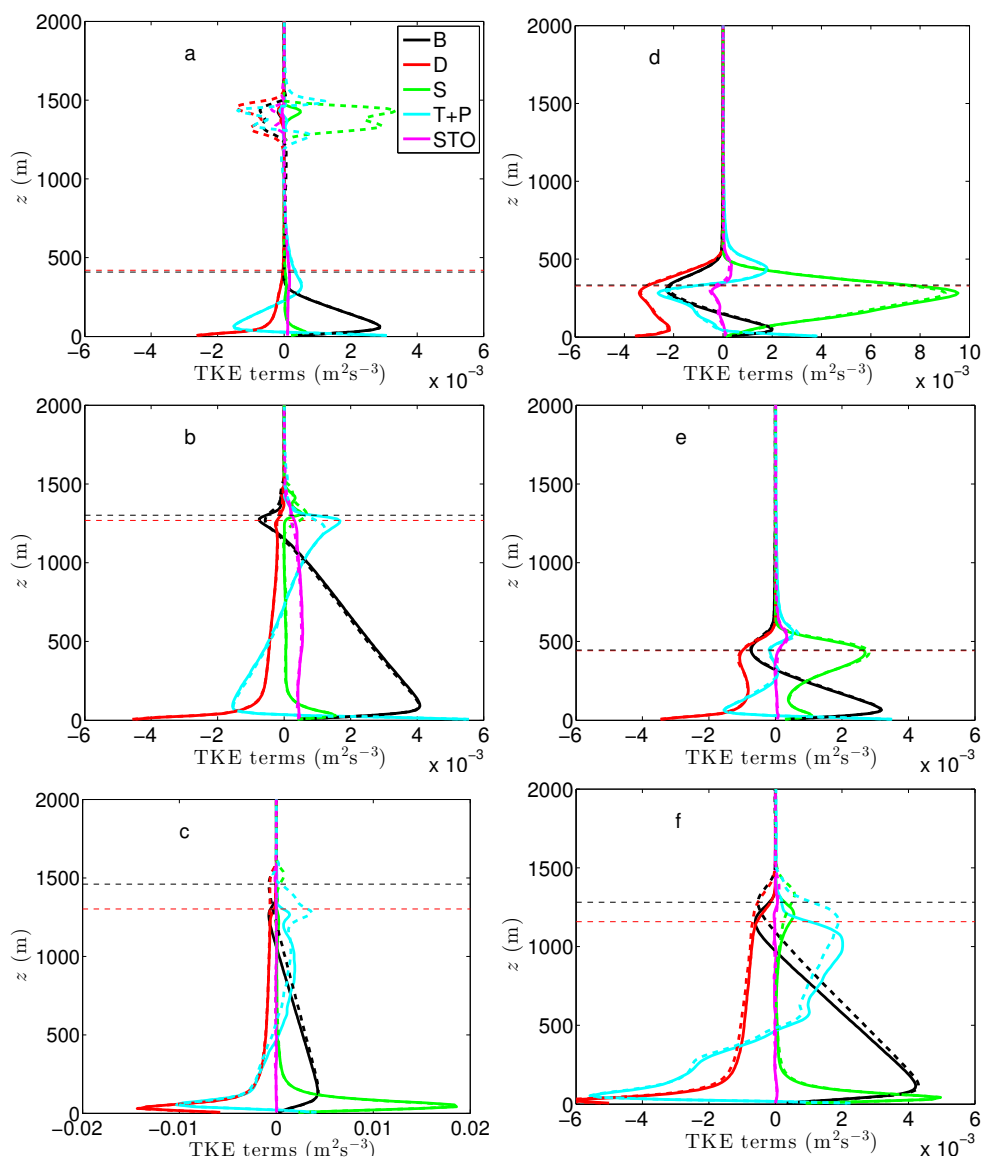 2000
1500
1000
500
0
z (m)
a
B
D
S
T+P
STO
−6 −4 −2 0 2 4 6
TKE terms (m²s⁻³)
x 10⁻³
2000
1500
1000
500
0
z (m)
d
−6 −4 −2 0 2 4 6 8 10
TKE terms (m²s⁻³)
x 10⁻³
2000
1500
1000
500
0
z (m)
b
−6 −4 −2 0 2 4 6
TKE terms (m²s⁻³)
x 10⁻³
2000
1500
1000
500
0
z (m)
e
−6 −4 −2 0 2 4 6
TKE terms (m²s⁻³)
x 10⁻³
2000
1500
1000
500
0
z (m)
c
−0.02 −0.01 0 0.01 0.02
TKE terms (m²s⁻³)
2000
1500
1000
500
0
z (m)
f
−6 −4 −2 0 2 4 6
TKE terms (m²s⁻³)
x 10⁻³